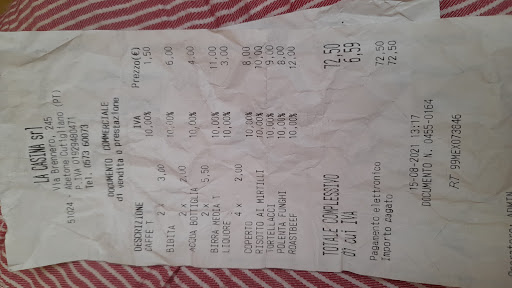 LA CASINA srl
Via Brennero, 245
51024 - Abetone Cutigliano (PT)
P.IVA 01929480471
Tel. 0573 60073
DOCUMENTO COMMERCIALE
di vendita o prestazione
DESCRIZIONE IVA Prezzo(€)
CAFFE T 10,00% 1,50
2 x 3,00
BIBITA 10,00% 6,00
2 x 2,00
ACQUA BOTTIGLIA 10,00% 4,00
2 x 5,50
BIRRA MEDIA T 10,00% 11,00
LIQUORE 10,00% 3,00
4 x 2,00
COPERTO 10,00% 8,00
RISOTTO AI MIRTILLI 10,00% 10,00
TORTELLACCI 10,00% 9,00
POLENTA FUNGHI 10,00% 8,00
ROASTBEEF 10,00% 12,00
TOTALE COMPLESSIVO 72,50
di cui IVA 6,59
Pagamento elettronico 72,50
Importo pagato 72,50
15-08-2021 13:17
DOCUMENTO N. 0455-0164
RT 99MEX073846